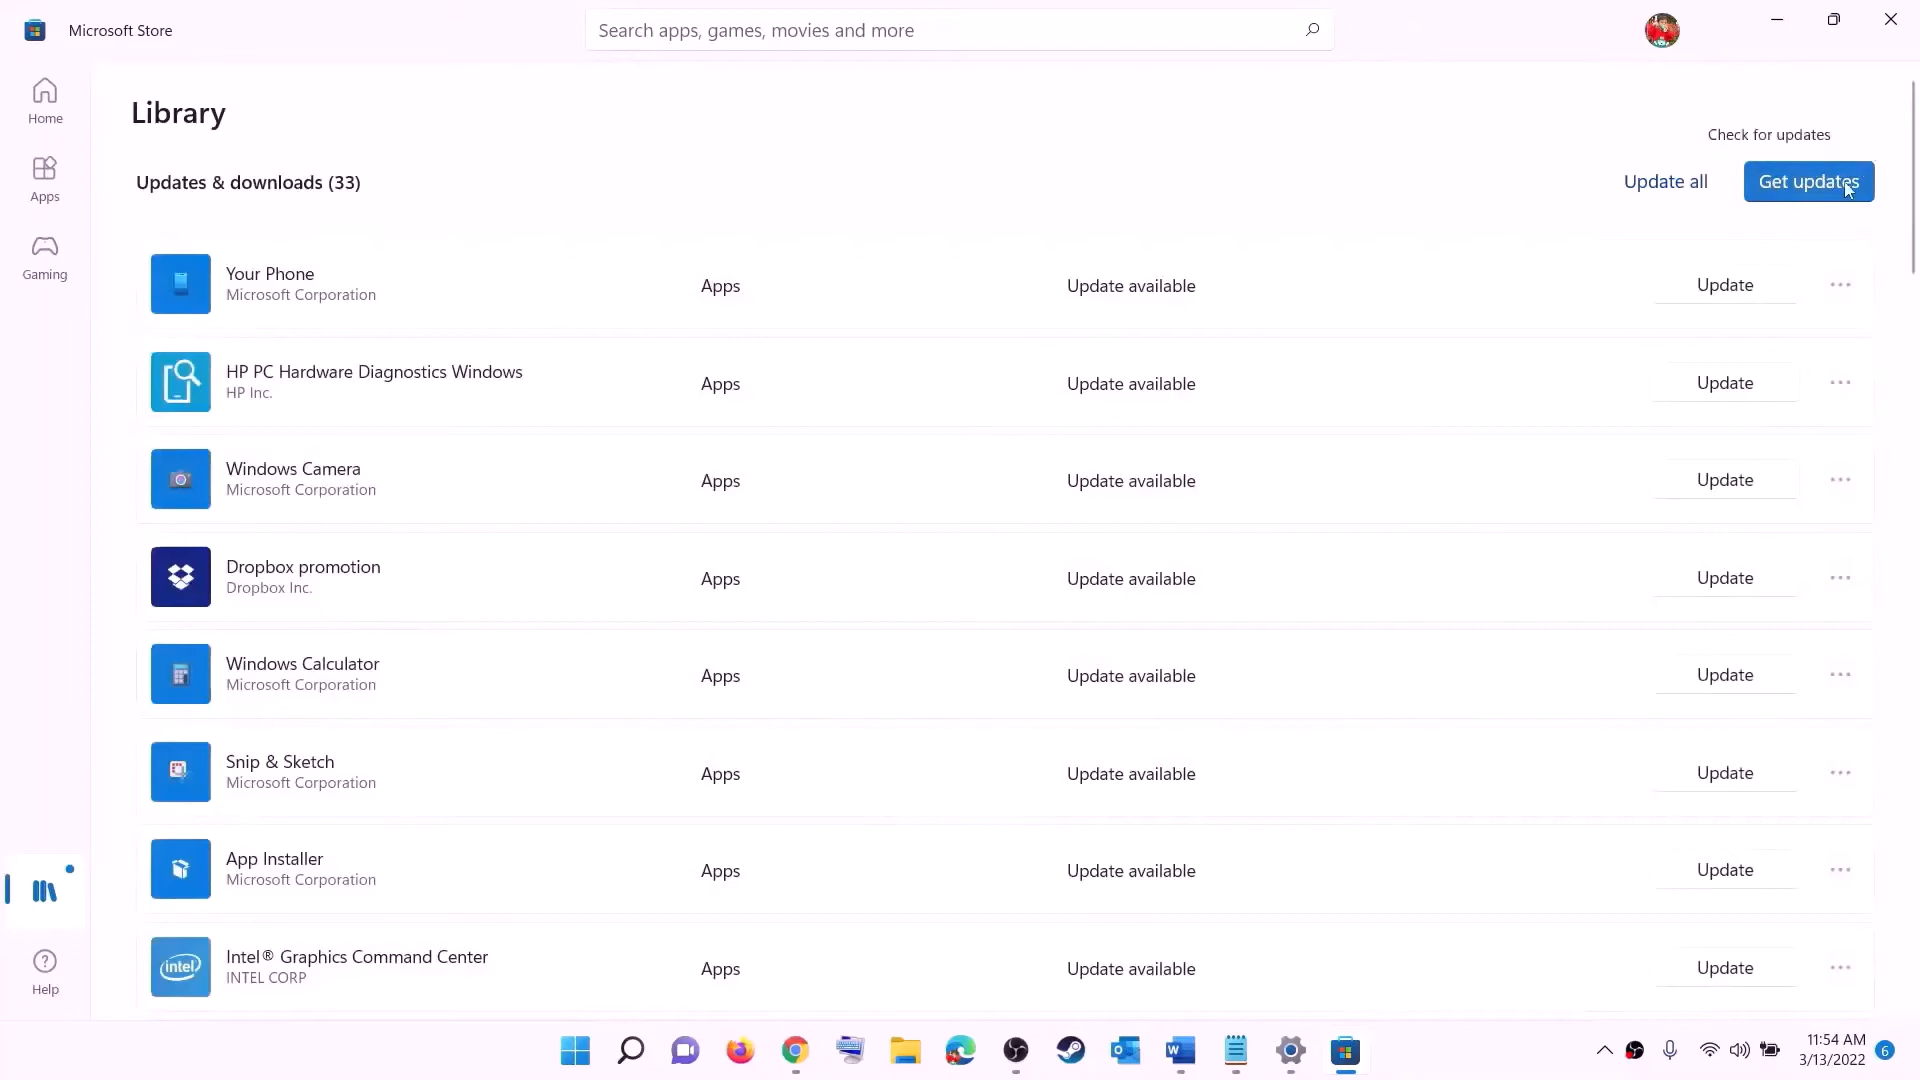 Microsoft Store
Search apps, games, movies and more
Home
Apps
Gaming
Help
Library
Check for updates
Updates & downloads (33)
Update all
Get updates
Your Phone
Microsoft Corporation
Apps
Update available
Update
HP PC Hardware Diagnostics Windows
HP Inc.
Apps
Update available
Update
Windows Camera
Microsoft Corporation
Apps
Update available
Update
Dropbox promotion
Dropbox Inc.
Apps
Update available
Update
Windows Calculator
Microsoft Corporation
Apps
Update available
Update
Snip & Sketch
Microsoft Corporation
Apps
Update available
Update
App Installer
Microsoft Corporation
Apps
Update available
Update
intel
Intel® Graphics Command Center
INTEL CORP
Apps
Update available
Update
11:54 AM
3/13/2022
6